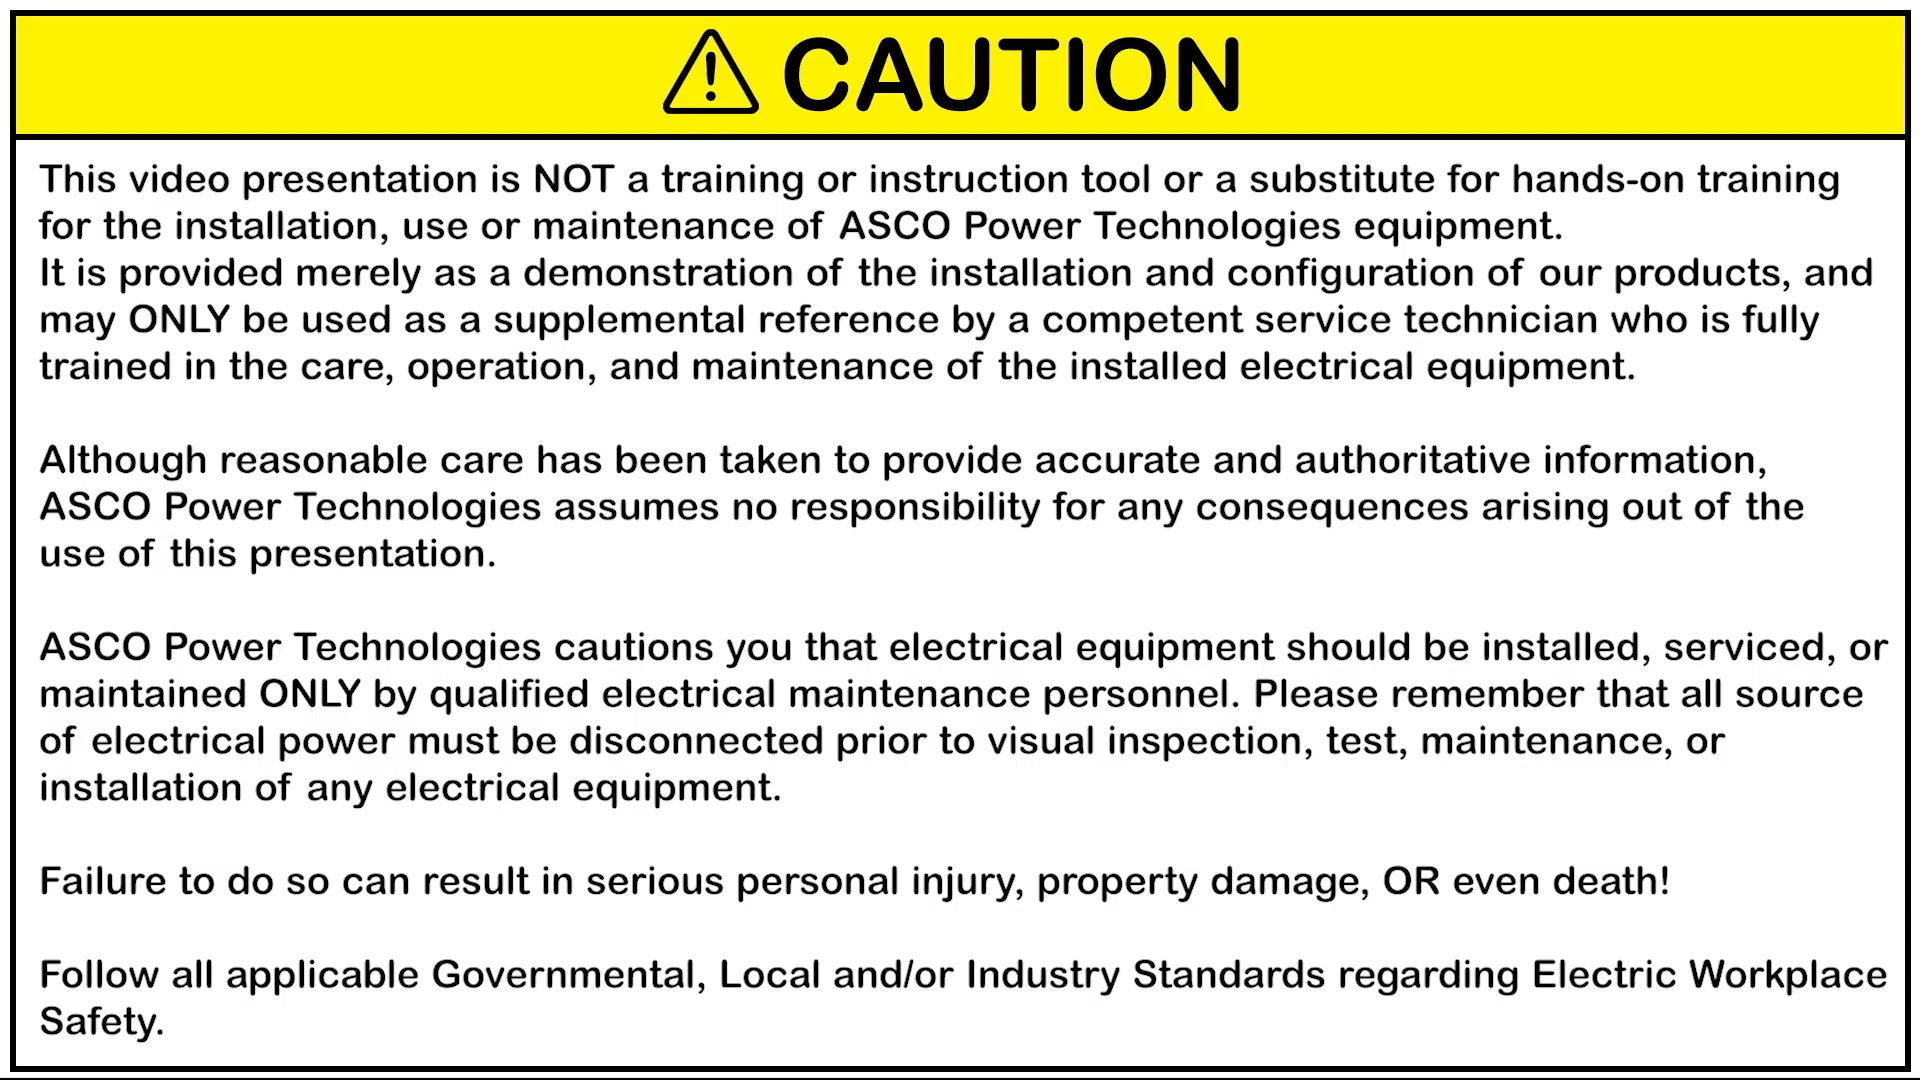 CAUTION
This video presentation is NOT a training or instruction tool or a substitute for hands-on training
for the installation, use or maintenance of ASCO Power Technologies equipment.
It is provided merely as a demonstration of the installation and configuration of our products, and
may ONLY be used as a supplemental reference by a competent service technician who is fully
trained in the care, operation, and maintenance of the installed electrical equipment.
Although reasonable care has been taken to provide accurate and authoritative information,
ASCO Power Technologies assumes no responsibility for any consequences arising out of the
use of this presentation.
ASCO Power Technologies cautions you that electrical equipment should be installed, serviced, or
maintained ONLY by qualified electrical maintenance personnel. Please remember that all source
of electrical power must be disconnected prior to visual inspection, test, maintenance, or
installation of any electrical equipment.
Failure to do so can result in serious personal injury, property damage, OR even death!
Follow all applicable Governmental, Local and/or Industry Standards regarding Electric Workplace
Safety.